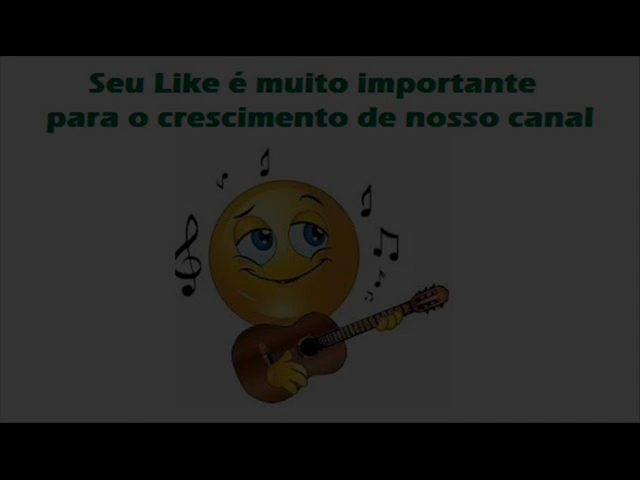 Seu Like é muito importante
para o crescimento de nosso canal